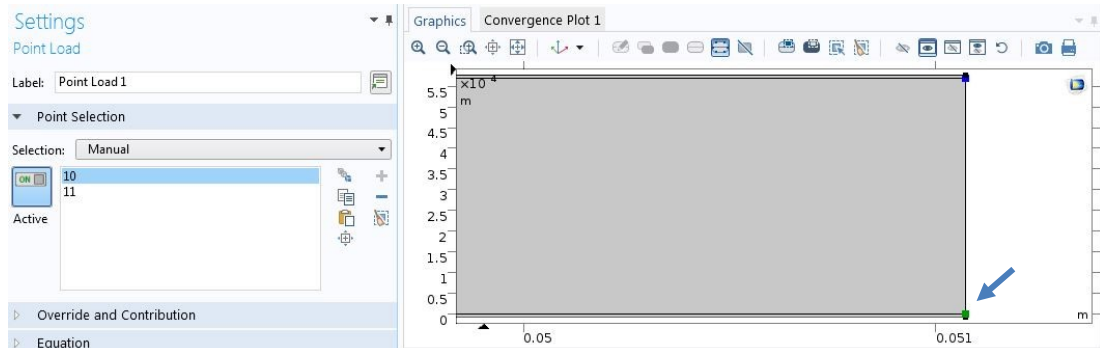 Settings
Point Load
Label: Point Load 1
Point Selection
Selection: Manual
ON
Active
10
11
Override and Contribution
Equation
Graphics Convergence Plot 1
×10⁻⁴
m
5.5
5
4.5
4
3.5
3
2.5
2
1.5
1
0.5
0
m
0.05 0.051